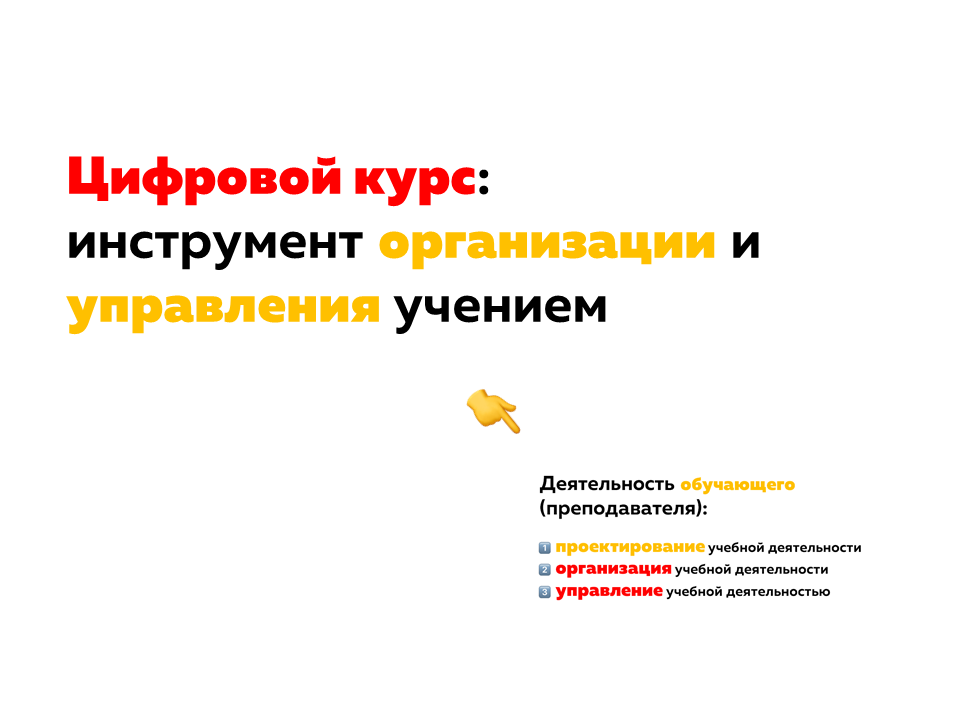 Цифровой курс:
инструмент организации и
управления учением
Деятельность обучающего
(преподавателя):
1 проектирование учебной деятельности
2 организация учебной деятельности
3 управление учебной деятельностью